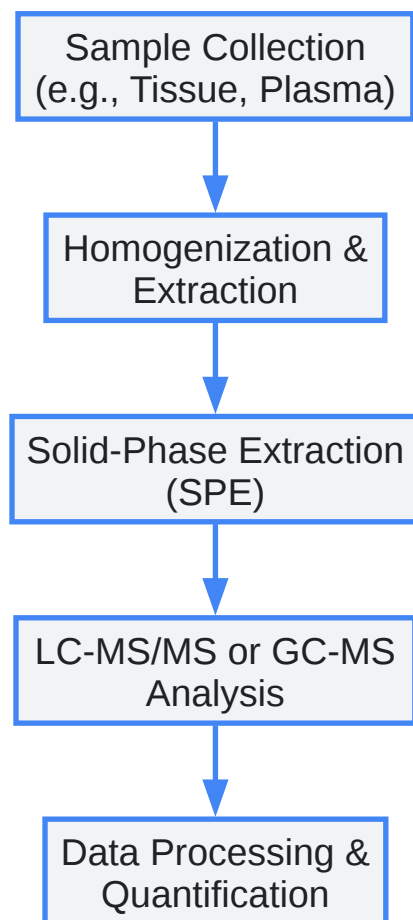 Sample Collection
(e.g., Tissue, Plasma)
Homogenization &
Extraction
Solid-Phase Extraction
(SPE)
LC-MS/MS or GC-MS
Analysis
Data Processing &
Quantification